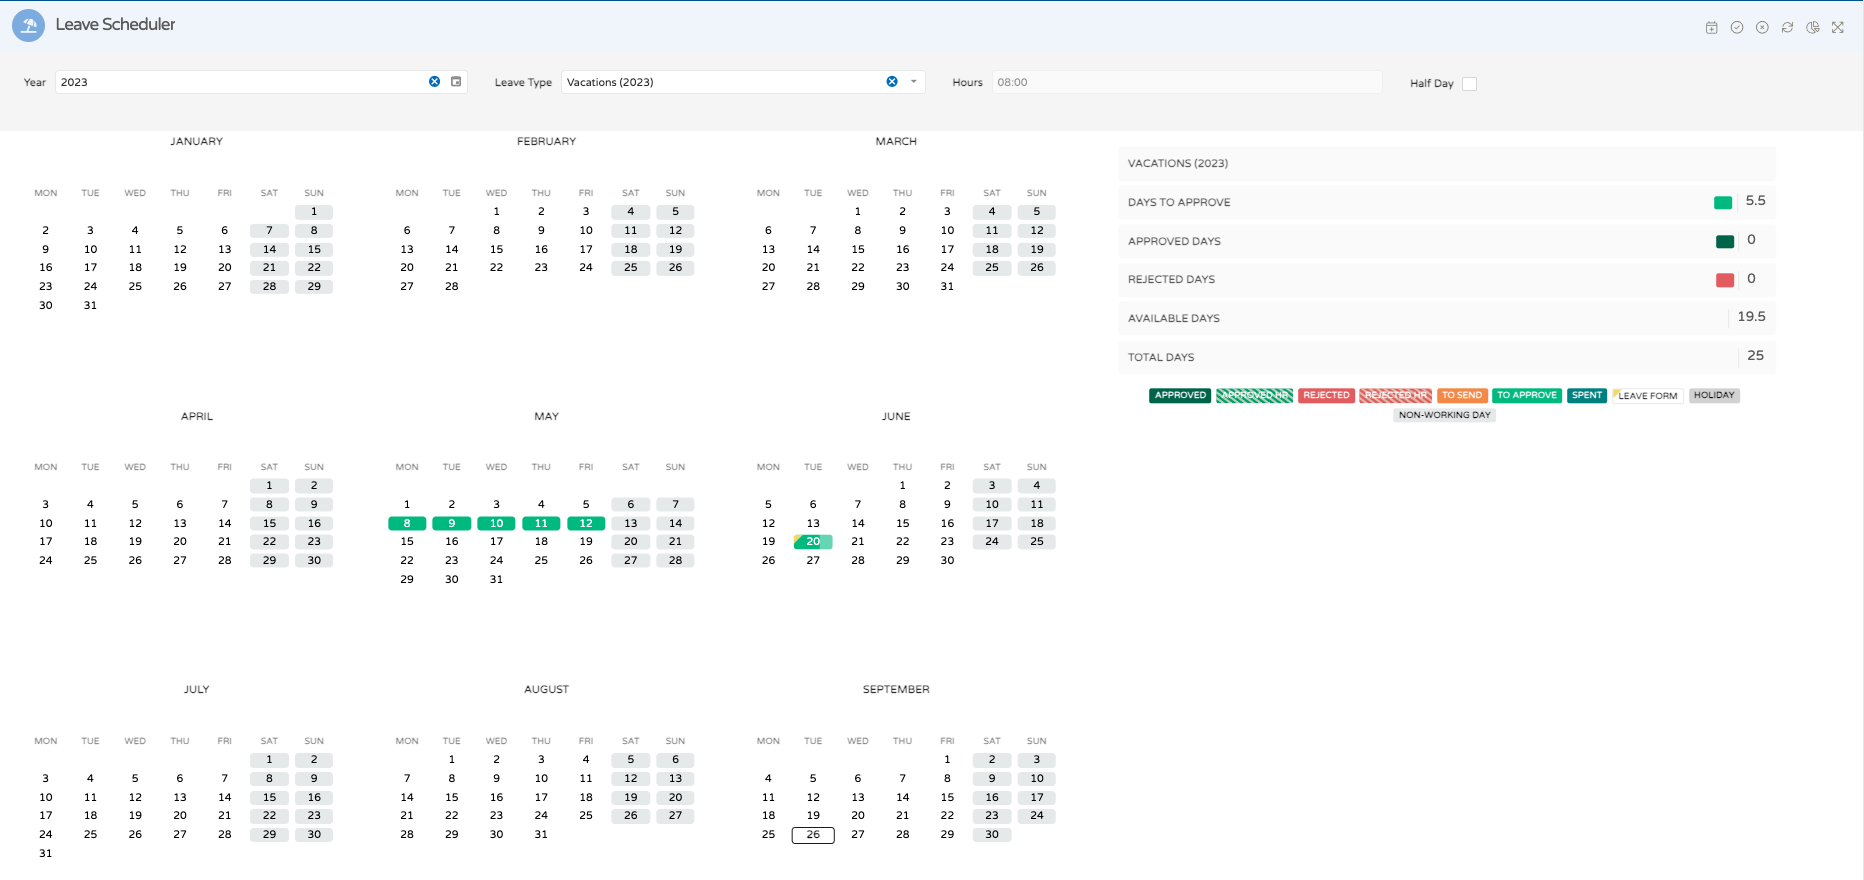 Leave Scheduler
Year 2023 Leave Type Vacations (2023) Hours 08:00 Half Day
JANUARY FEBRUARY MARCH
MON TUE WED THU FRI SAT SUN MON TUE WED THU FRI SAT SUN MON TUE WED THU FRI SAT SUN
1 1 2 3 4 5 1 2 3 4 5
2 3 4 5 6 7 8 6 7 8 9 10 11 12 6 7 8 9 10 11 12
9 10 11 12 13 14 15 13 14 15 16 17 18 19 13 14 15 16 17 18 19
16 17 18 19 20 21 22 20 21 22 23 24 25 26 20 21 22 23 24 25 26
23 24 25 26 27 28 29 27 28 27 28 29 30 31
30 31
VACATIONS (2023)
DAYS TO APPROVE 5.5
APPROVED DAYS 0
REJECTED DAYS 0
AVAILABLE DAYS 19.5
TOTAL DAYS 25
APPROVED APPROVED HR REJECTED REJECTED HR TO SEND TO APPROVE SPENT LEAVE FORM HOLIDAY
NON-WORKING DAY
APRIL MAY JUNE
MON TUE WED THU FRI SAT SUN MON TUE WED THU FRI SAT SUN MON TUE WED THU FRI SAT SUN
1 2 1 2 3 4
3 4 5 6 7 8 9 1 2 3 4 5 6 7 5 6 7 8 9 10 11
10 11 12 13 14 15 16 8 9 10 11 12 13 14 12 13 14 15 16 17 18
17 18 19 20 21 22 23 15 16 17 18 19 20 21 19 20 21 22 23 24 25
24 25 26 27 28 29 30 22 23 24 25 26 27 28 26 27 28 29 30
29 30 31
JULY AUGUST SEPTEMBER
MON TUE WED THU FRI SAT SUN MON TUE WED THU FRI SAT SUN MON TUE WED THU FRI SAT SUN
1 2 1 2 3 4 5 6 1 2 3
3 4 5 6 7 8 9 7 8 9 10 11 12 13 4 5 6 7 8 9 10
10 11 12 13 14 15 16 14 15 16 17 18 19 20 11 12 13 14 15 16 17
17 18 19 20 21 22 23 21 22 23 24 25 26 27 18 19 20 21 22 23 24
24 25 26 27 28 29 30 28 29 30 31 25 26 27 28 29 30
31